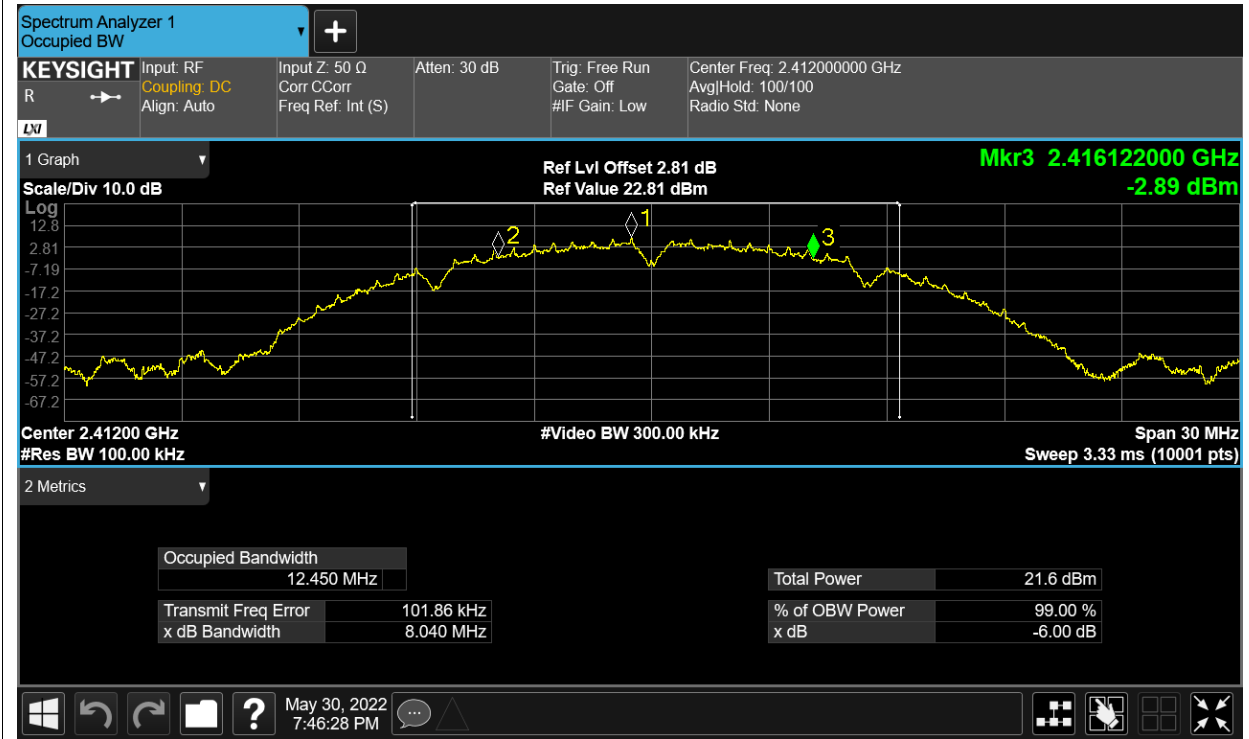 Spectrum Analyzer 1
Occupied BW
KEYSIGHT
R
LXI
Input: RF
Coupling: DC
Align: Auto
Input Z: 50 Ω
Corr CCorr
Freq Ref: Int (S)
Atten: 30 dB
Trig: Free Run
Gate: Off
#IF Gain: Low
Center Freq: 2.412000000 GHz
Avg|Hold: 100/100
Radio Std: None
1 Graph
Scale/Div 10.0 dB
Ref Lvl Offset 2.81 dB
Ref Value 22.81 dBm
Mkr3 2.416122000 GHz
-2.89 dBm
Log
12.8
2.81
-7.19
-17.2
-27.2
-37.2
-47.2
-57.2
-67.2
2
1
3
Center 2.41200 GHz
#Video BW 300.00 kHz
Span 30 MHz
#Res BW 100.00 kHz
Sweep 3.33 ms (10001 pts)
2 Metrics
Occupied Bandwidth
12.450 MHz
Total Power 21.6 dBm
Transmit Freq Error 101.86 kHz
% of OBW Power 99.00 %
x dB Bandwidth 8.040 MHz
x dB -6.00 dB
?
May 30, 2022
7:46:28 PM